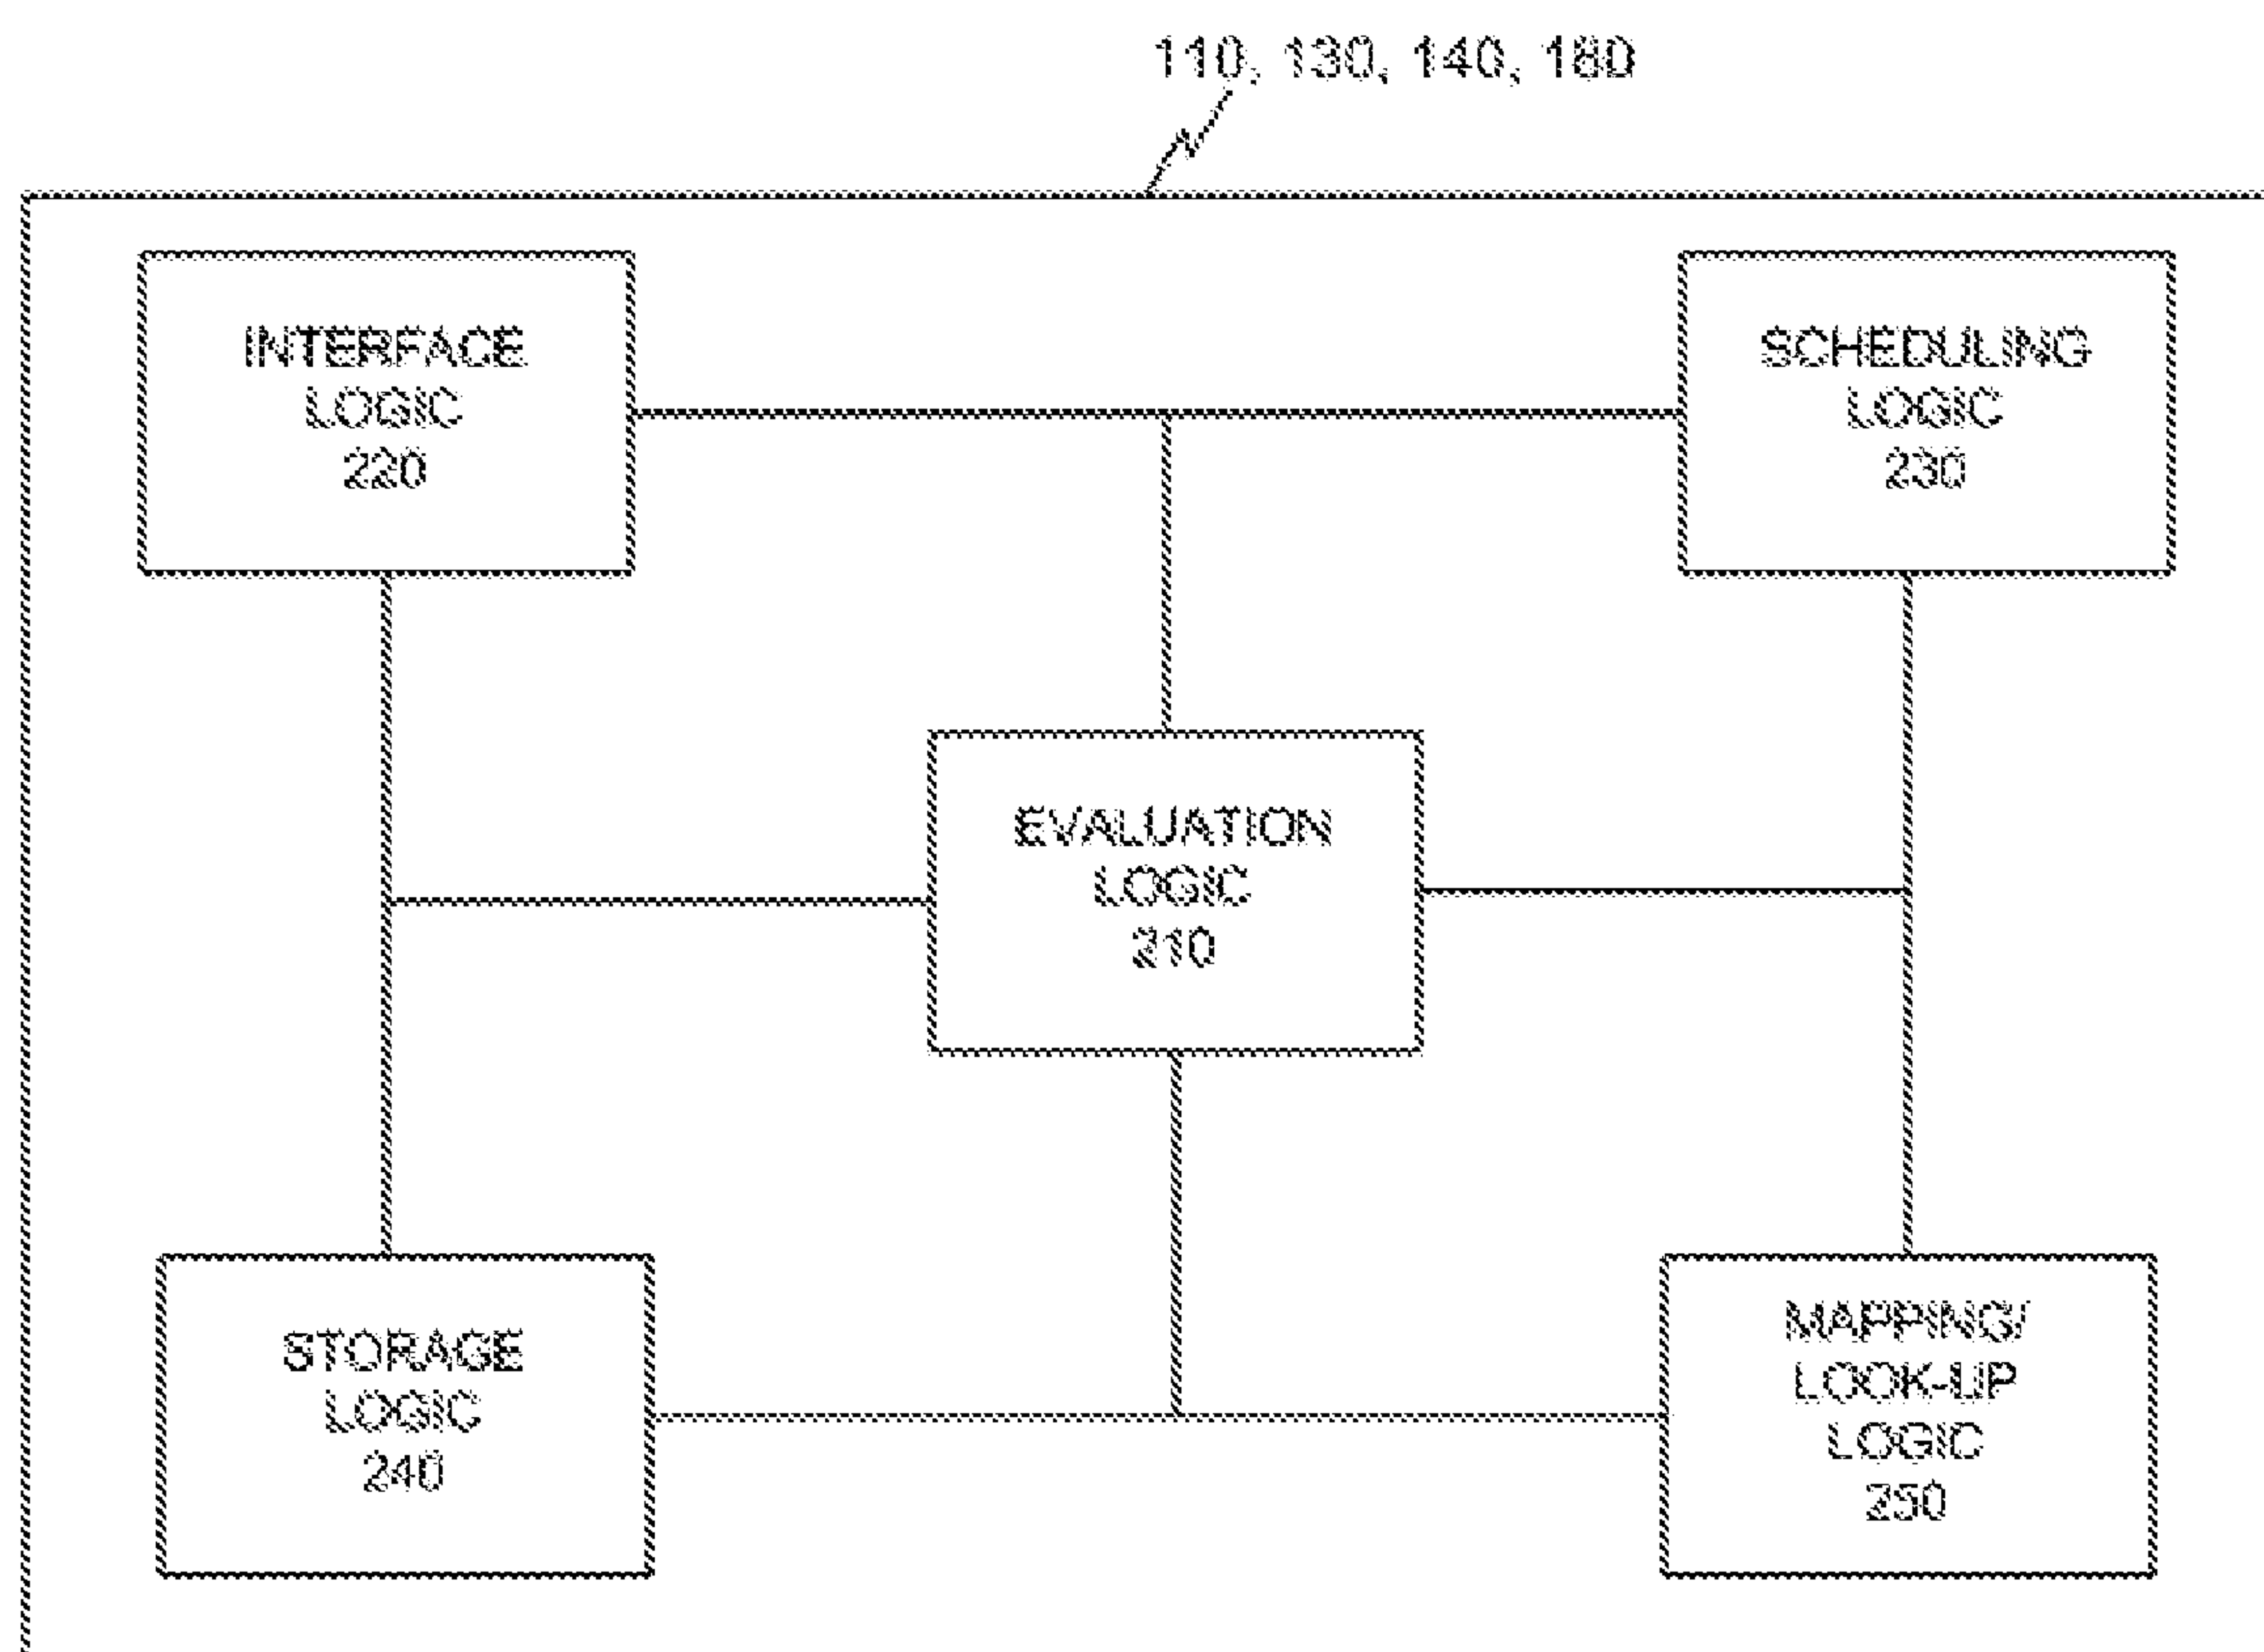 110, 130, 140, 160
INTERFACE
LOGIC
220
SCHEDULING
LOGIC
230
EVALUATION
LOGIC
210
STORAGE
LOGIC
240
MAPPING/
LOOK-UP
LOGIC
250